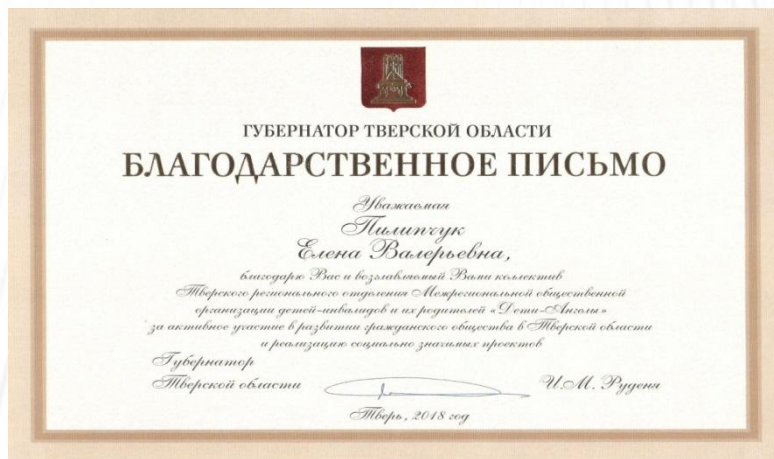 ГУБЕРНАТОР ТВЕРСКОЙ ОБЛАСТИ
БЛАГОДАРСТВЕННОЕ ПИСЬМО
Уважаемая
Пилипчук
Елена Валерьевна,
благодарю Вас и возглавляемый Вами коллектив
Тверского регионального отделения Межрегиональной общественной
организации детей-инвалидов и их родителей «Дети-Ангелы»
за активное участие в развитии гражданского общества в Тверской области
и реализацию социально значимых проектов
Губернатор
Тверской области И.М. Руденя
Тверь, 2018 год